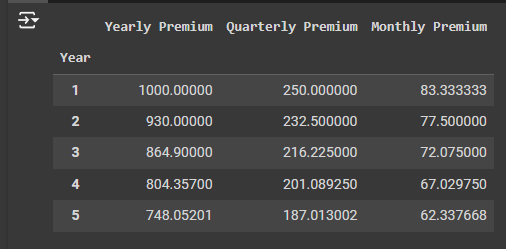 Yearly Premium Quarterly Premium Monthly Premium
Year
1 1000.00000 250.000000 83.333333
2 930.00000 232.500000 77.500000
3 864.90000 216.225000 72.075000
4 804.35700 201.089250 67.029750
5 748.05201 187.013002 62.337668